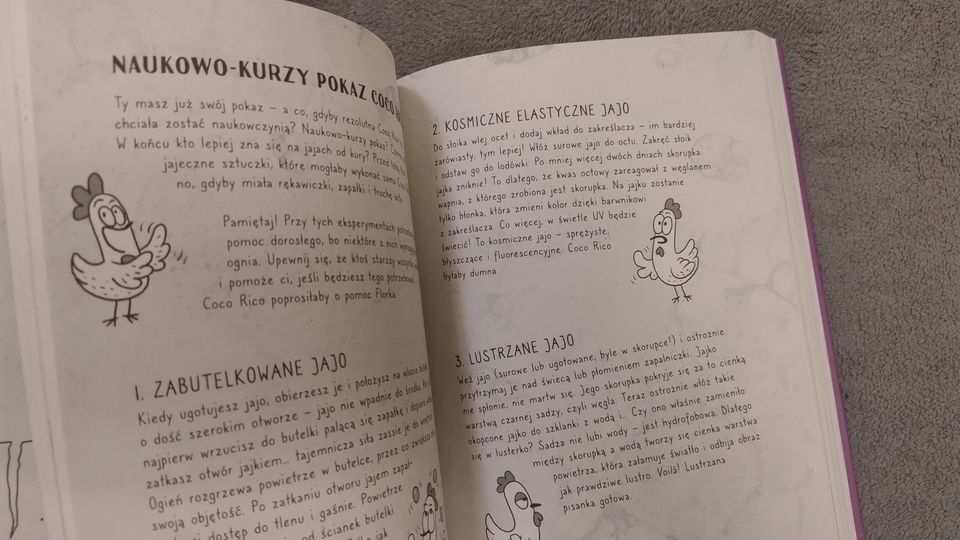 NAUKOWO-KURZY POKAZ COCO
Ty masz już swój pokaz – a co, gdyby rezolutna Coco
chciała zostać naukowczynią? Naukowo-kurzy pokaz?
W końcu kto lepiej zna się na jajach od kury? Przed
jajeczne sztuczki, które mogłaby wykonać sama
no, gdyby miała rękawiczki, zapałki i trochę
Pamiętaj! Przy tych eksperymentach
pomoc dorosłego, bo niektóre z nich
ognia. Upewnij się, że ktoś starszy
i pomoże ci, jeśli będziesz tego
Coco Rico poprosiłaby o pomoc Florka
1. ZABUTELKOWANE JAJO
Kiedy ugotujesz jajo, obierzesz je i położysz na wlocie
o dość szerokim otworze – jajo nie wpadnie do środka.
najpierw wrzucisz do butelki palącą się zapałkę i dopiero
zatkasz otwór jajkiem... tajemnicza siła zassie je do
Ogień rozgrzewa powietrze w butelce, przez co zwiększa
swoją objętość. Po zatkaniu otworu jajem zapał-
dostęp do tlenu i gaśnie. Powietrze
od ścianek butelki
jak
2. KOSMICZNE ELASTYCZNE JAJO
Do słoika wlej ocet i dodaj wkład do zakreślacza – im bardziej
żarówiasty, tym lepiej! Włóż surowe jajo do octu. Zakręć słoik
i odstaw go do lodówki. Po mniej więcej dwóch dniach skorupka
jajka zniknie! To dlatego, że kwas octowy zareagował z węglanem
wapnia, z którego zrobiona jest skorupka. Na jajku zostanie
tylko błonka, która zmieni kolor dzięki barwnikowi
z zakreślacza. Co więcej, w świetle UV będzie
świecić! To kosmiczne jajo – sprężyste,
błyszczące i fluorescencyjne. Coco Rico
byłaby dumna.
3. LUSTRZANE JAJO
Weź jajo (surowe lub ugotowane, byle w skorupce!) i ostrożnie
przytrzymaj je nad świecą lub płomieniem zapalniczki. Jajko
nie spłonie, nie martw się. Jego skorupka pokryje się za to cienką
warstwą czarnej sadzy, czyli węgla. Teraz ostrożnie włóż takie
okopcone jajko do szklanki z wodą i... Czy ono właśnie zamieniło
się w lusterko? Sadza nie lubi wody – jest hydrofobowa. Dlatego
między skorupką a wodą tworzy się cienka warstwa
powietrza, która załamuje światło i odbija obraz
jak prawdziwe lustro. Voilà! Lustrzana
pisanka gotowa.